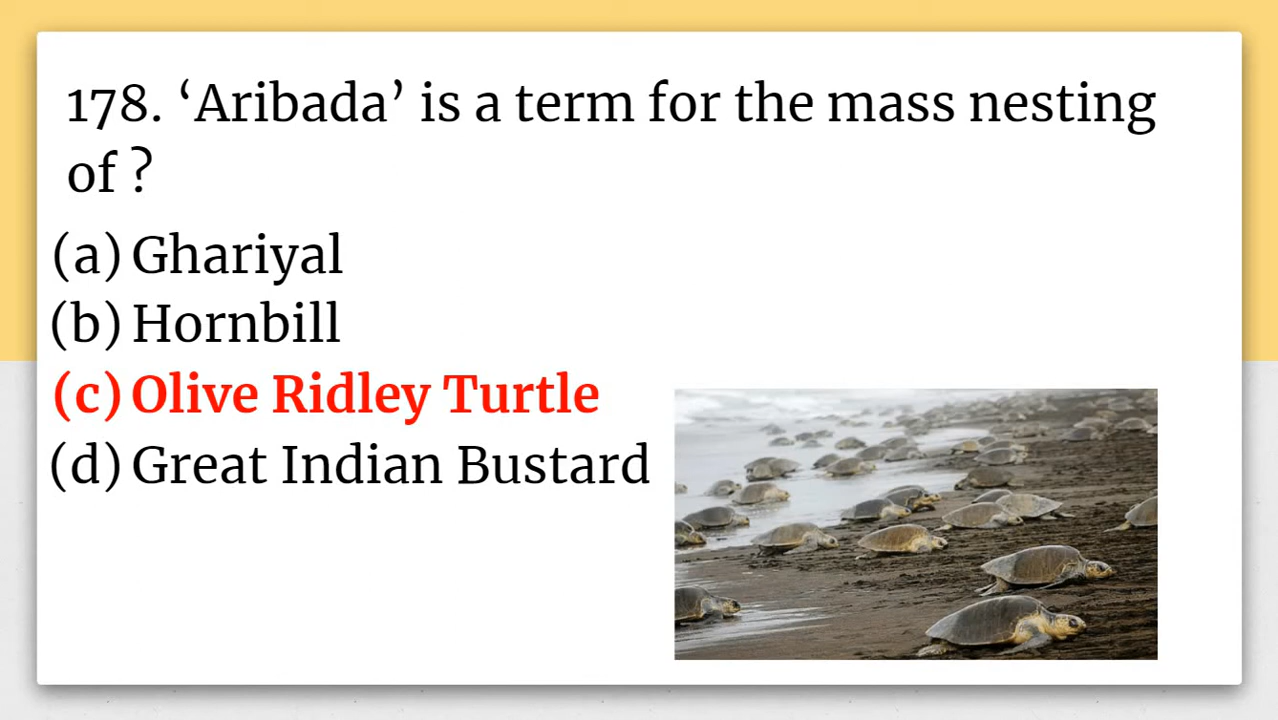 178. ‘Aribada’ is a term for the mass nesting
of ?
(a) Ghariyal
(b) Hornbill
(c) Olive Ridley Turtle
(d) Great Indian Bustard